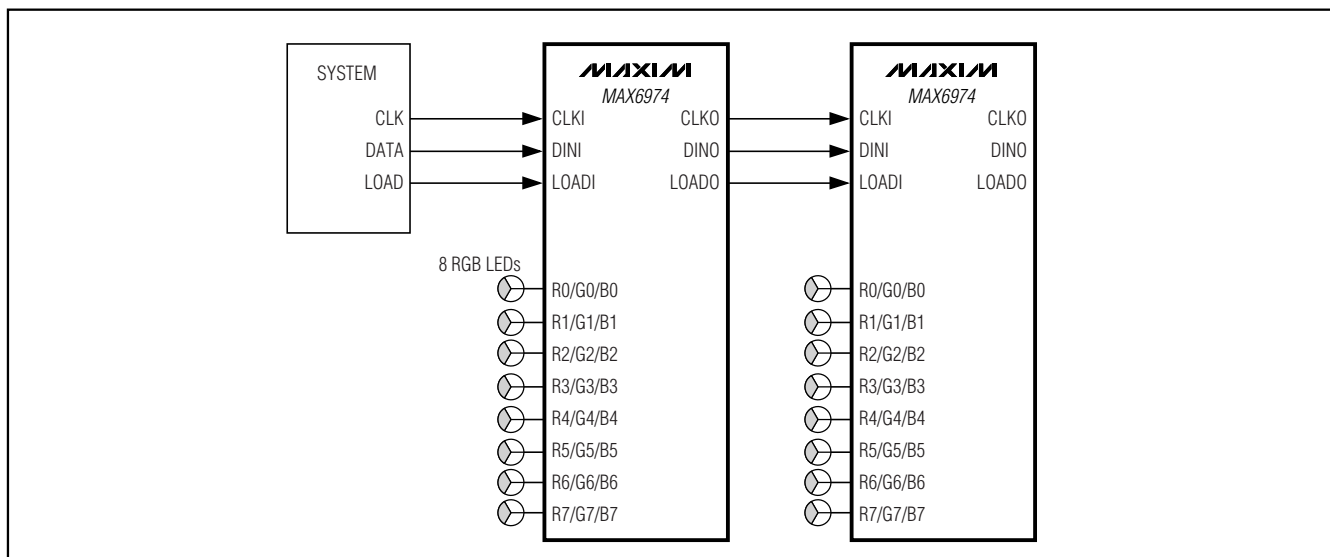 SYSTEM
CLK
DATA
LOAD
MAXIM
MAX6974
CLKI CLKO
DINI DINO
LOADI LOADO
8 RGB LEDs
R0/G0/B0
R1/G1/B1
R2/G2/B2
R3/G3/B3
R4/G4/B4
R5/G5/B5
R6/G6/B6
R7/G7/B7
MAXIM
MAX6974
CLKI CLKO
DINI DINO
LOADI LOADO
R0/G0/B0
R1/G1/B1
R2/G2/B2
R3/G3/B3
R4/G4/B4
R5/G5/B5
R6/G6/B6
R7/G7/B7